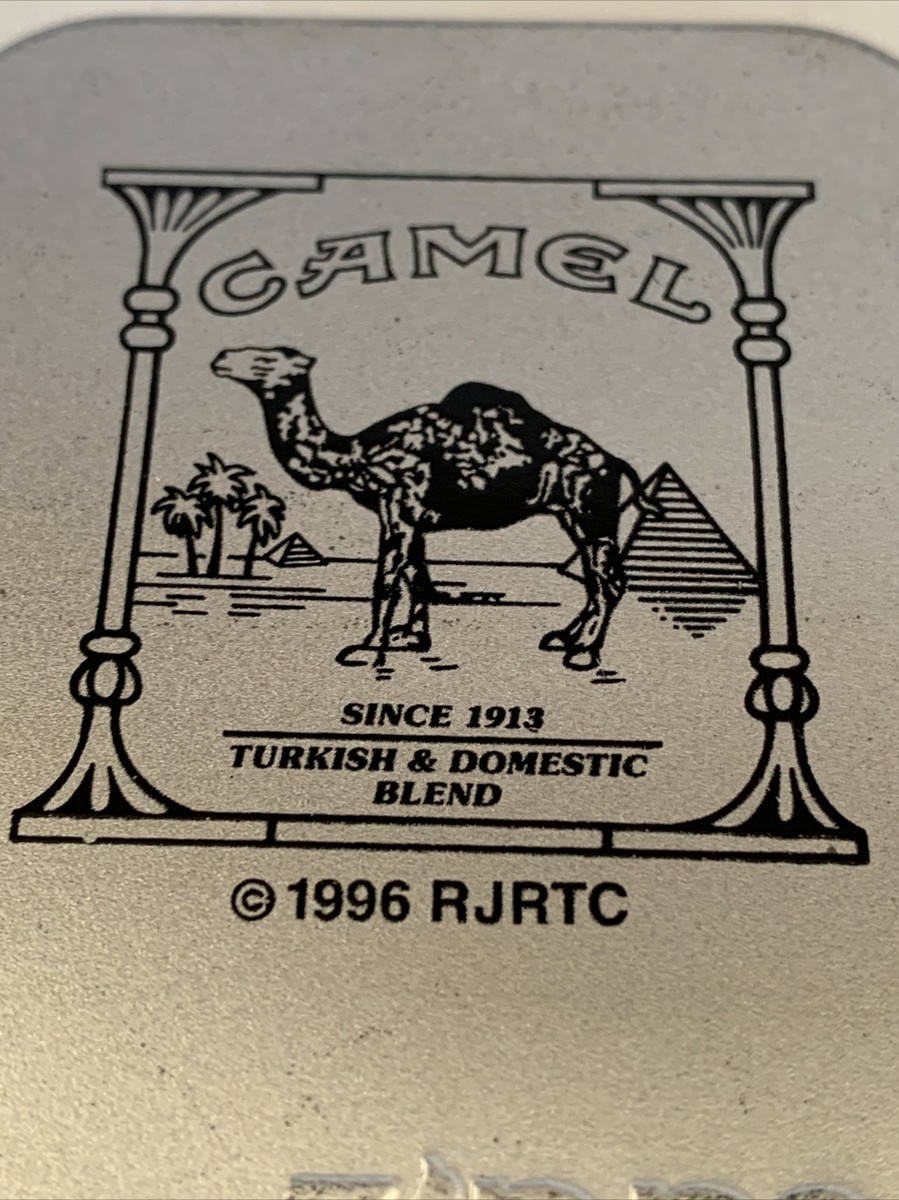 CAMEL
SINCE 1913
TURKISH & DOMESTIC
BLEND
© 1996 RJRTC